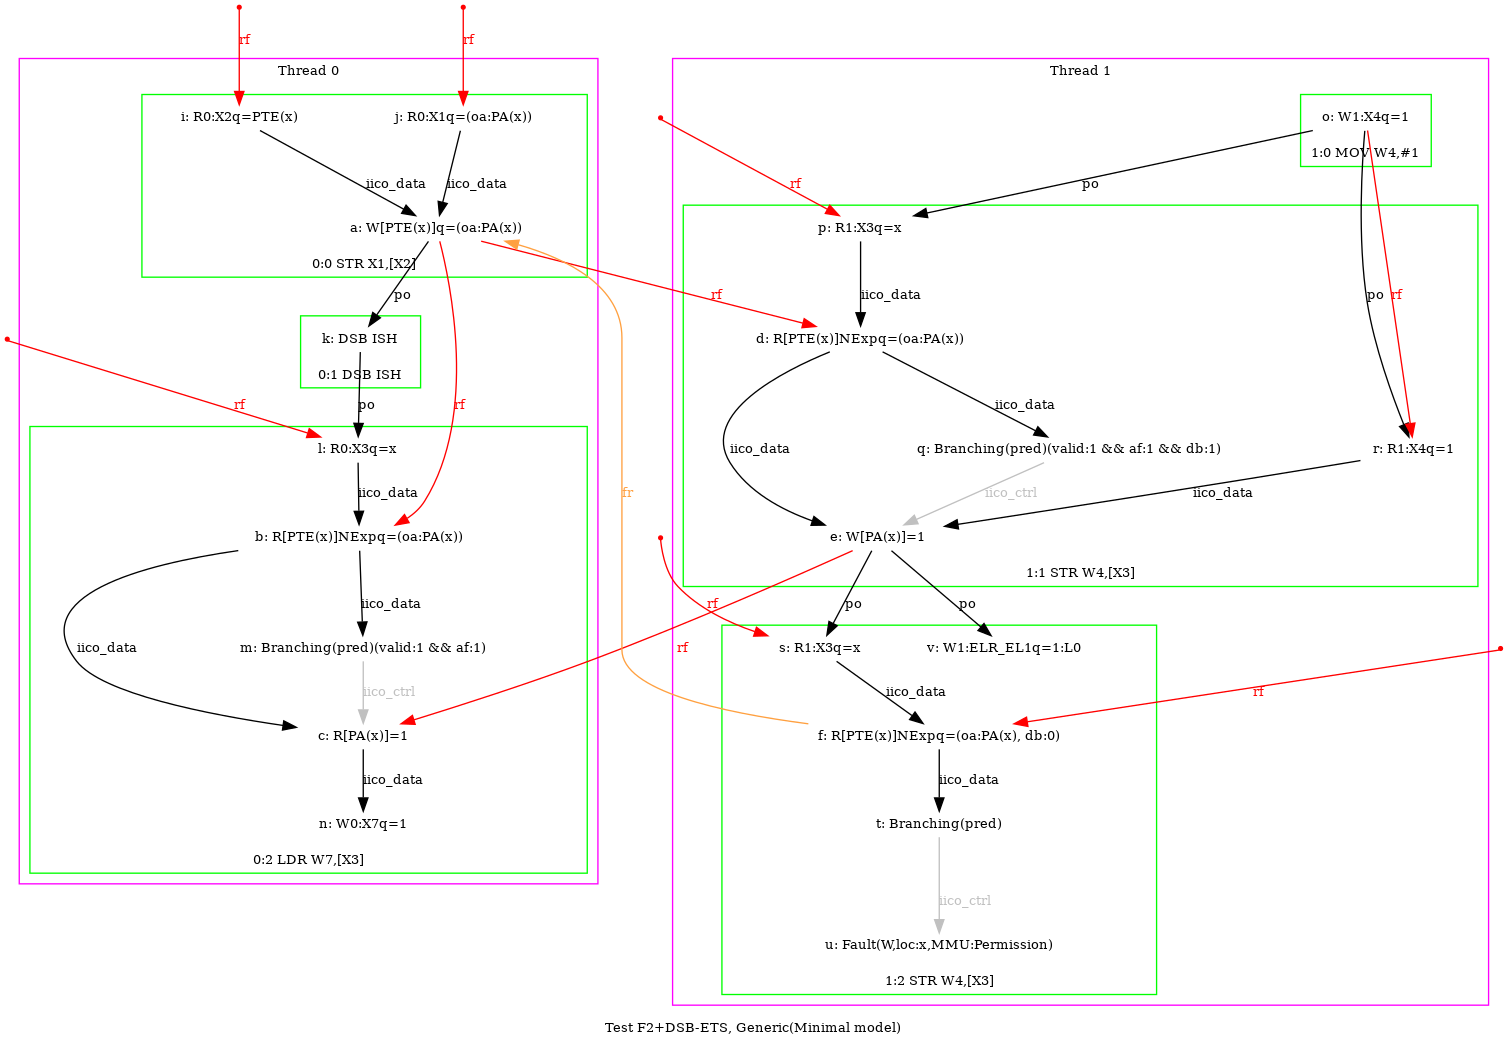 rf
rf
Thread 0
Thread 1
i: R0:X2q=PTE(x)
j: R0:X1q=(oa:PA(x))
o: W1:X4q=1
1:0 MOV W4,#1
iico_data
iico_data
rf
po
a: W[PTE(x)]q=(oa:PA(x))
p: R1:X3q=x
0:0 STR X1,[X2]
po
rf
iico_data
po
rf
k: DSB ISH
d: R[PTE(x)]NExpq=(oa:PA(x))
0:1 DSB ISH
rf
po
rf
iico_data
l: R0:X3q=x
iico_data
q: Branching(pred)(valid:1 && af:1 && db:1)
r: R1:X4q=1
iico_data
fr
iico_ctrl
iico_data
b: R[PTE(x)]NExpq=(oa:PA(x))
e: W[PA(x)]=1
1:1 STR W4,[X3]
iico_data
rf
rf
po
po
iico_data
m: Branching(pred)(valid:1 && af:1)
s: R1:X3q=x
v: W1:ELR_EL1q=1:L0
iico_ctrl
iico_data
rf
c: R[PA(x)]=1
f: R[PTE(x)]NExpq=(oa:PA(x), db:0)
iico_data
iico_data
n: W0:X7q=1
t: Branching(pred)
0:2 LDR W7,[X3]
iico_ctrl
u: Fault(W,loc:x,MMU:Permission)
1:2 STR W4,[X3]
Test F2+DSB-ETS, Generic(Minimal model)